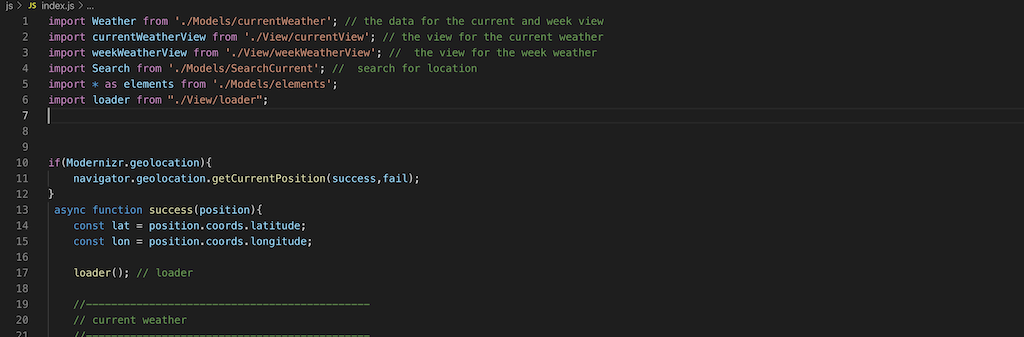 js > JS index.js > ...
1 import Weather from './Models/currentWeather'; // the data for the current and week view
2 import currentWeatherView from './View/currentView'; // the view for the current weather
3 import weekWeatherView from './View/weekWeatherView'; //  the view for the week weather
4 import Search from './Models/SearchCurrent'; //  search for location
5 import * as elements from './Models/elements';
6 import loader from "./View/loader";
7
8
9
10 if(Modernizr.geolocation){
11     navigator.geolocation.getCurrentPosition(success,fail);
12 }
13  async function success(position){
14     const lat = position.coords.latitude;
15     const lon = position.coords.longitude;
16
17     loader(); // loader
18
19     //---------------------------------------------
20     // current weather
21     //---------------------------------------------